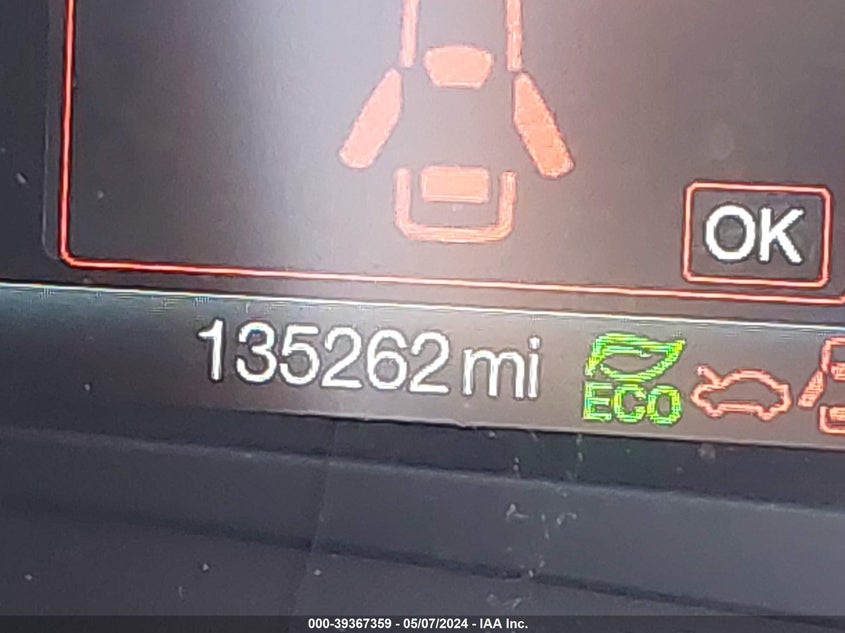 OK
135262 mi
ECO
000-39367359 - 05/07/2024 - IAA Inc.